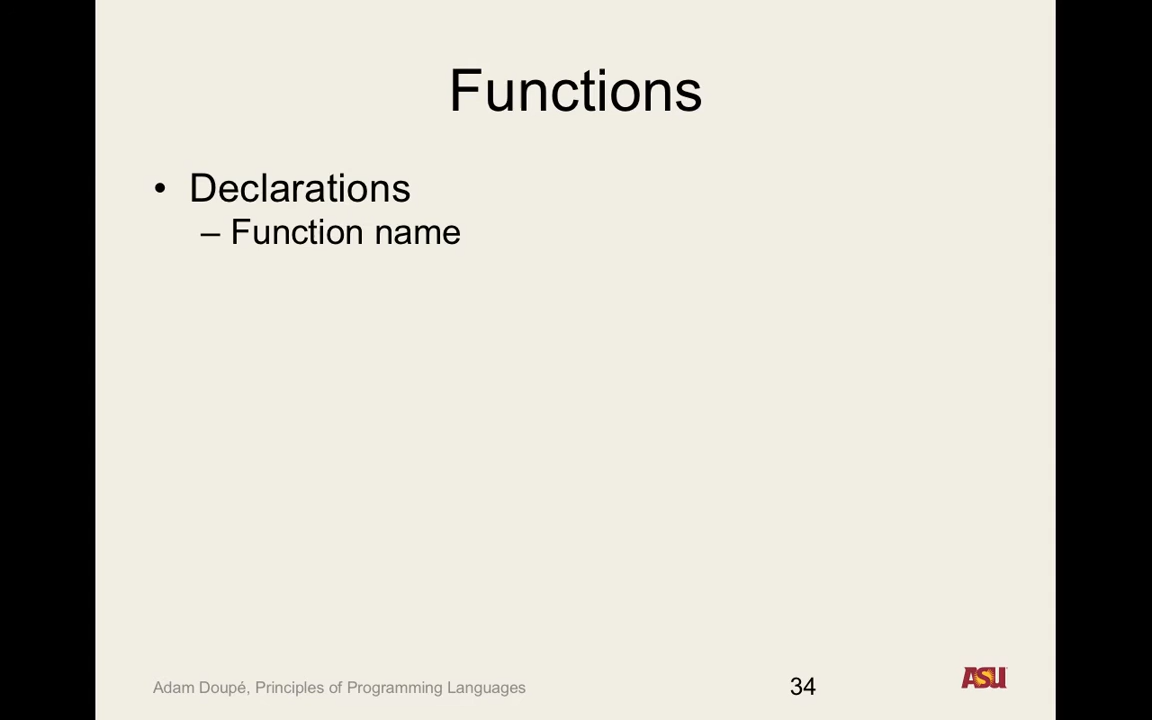 Functions
• Declarations
– Function name
Adam Doupé, Principles of Programming Languages
34
ASU